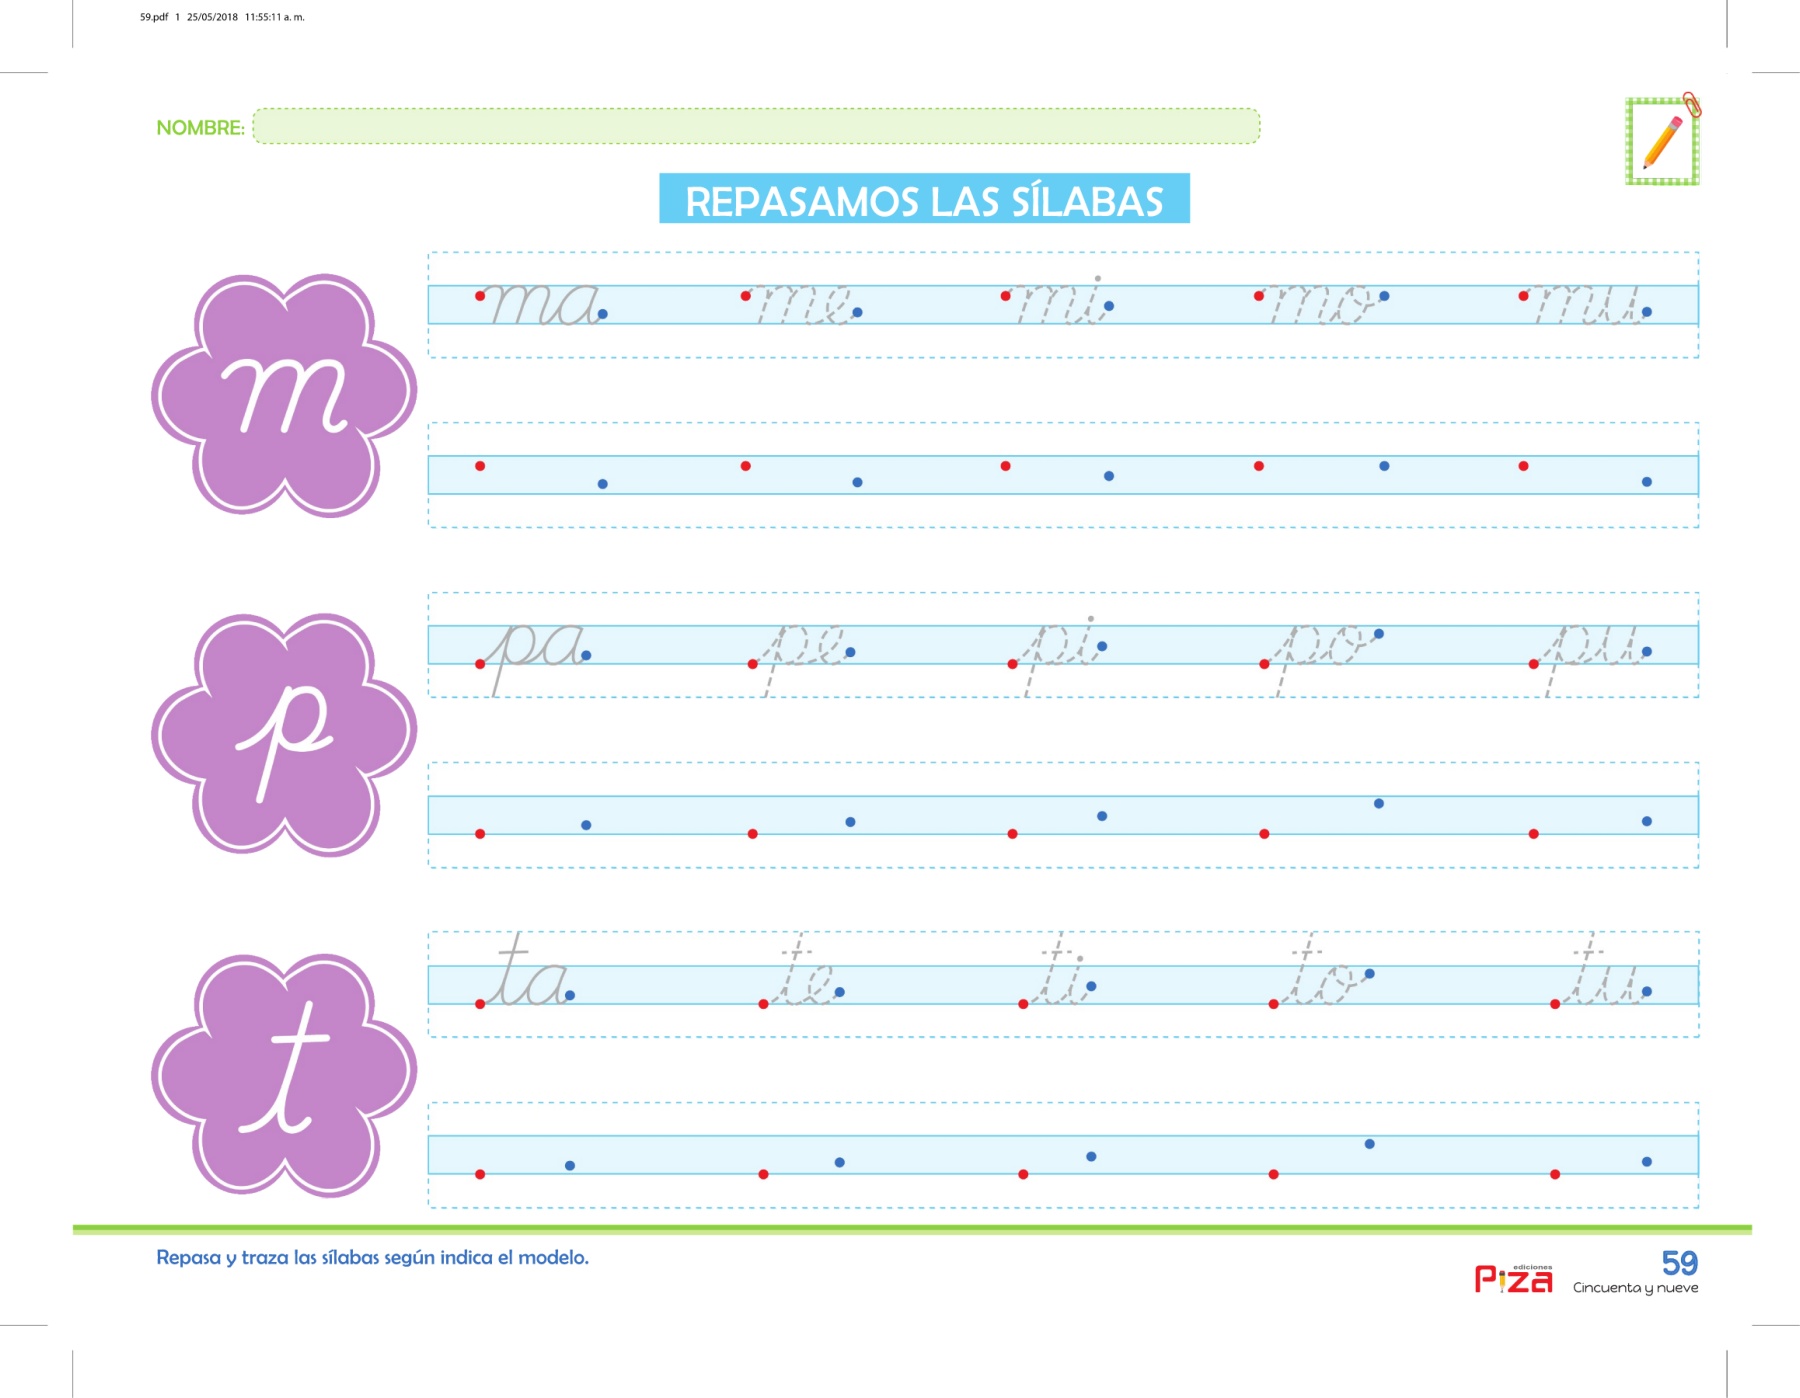 59.pdf 1 25/05/2018 11:55:11 a. m.
NOMBRE:
REPASAMOS LAS SÍLABAS
m
ma me mi mo mu
p
pa pe pi po pu
t
ta te ti to tu
Repasa y traza las sílabas según indica el modelo.
ediciones
Piza
59
Cincuenta y nueve